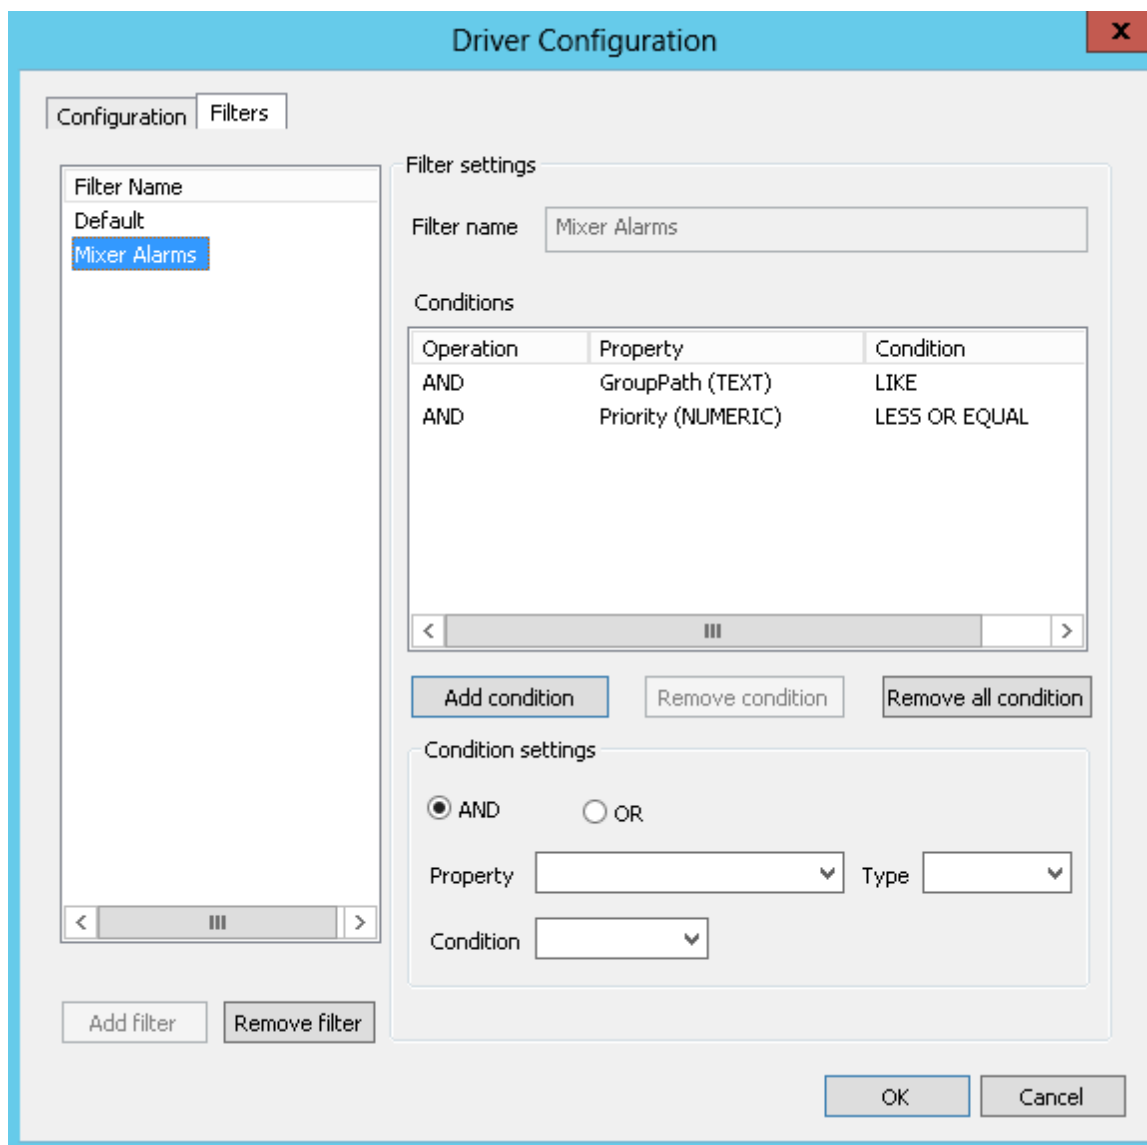 Driver Configuration
x
Configuration Filters
Filter Name
Default
Mixer Alarms
Filter settings
Filter name Mixer Alarms
Conditions
Operation Property Condition
AND GroupPath (TEXT) LIKE
AND Priority (NUMERIC) LESS OR EQUAL
Add condition Remove condition Remove all condition
Condition settings
AND OR
Property Type
Condition
Add filter Remove filter
OK Cancel